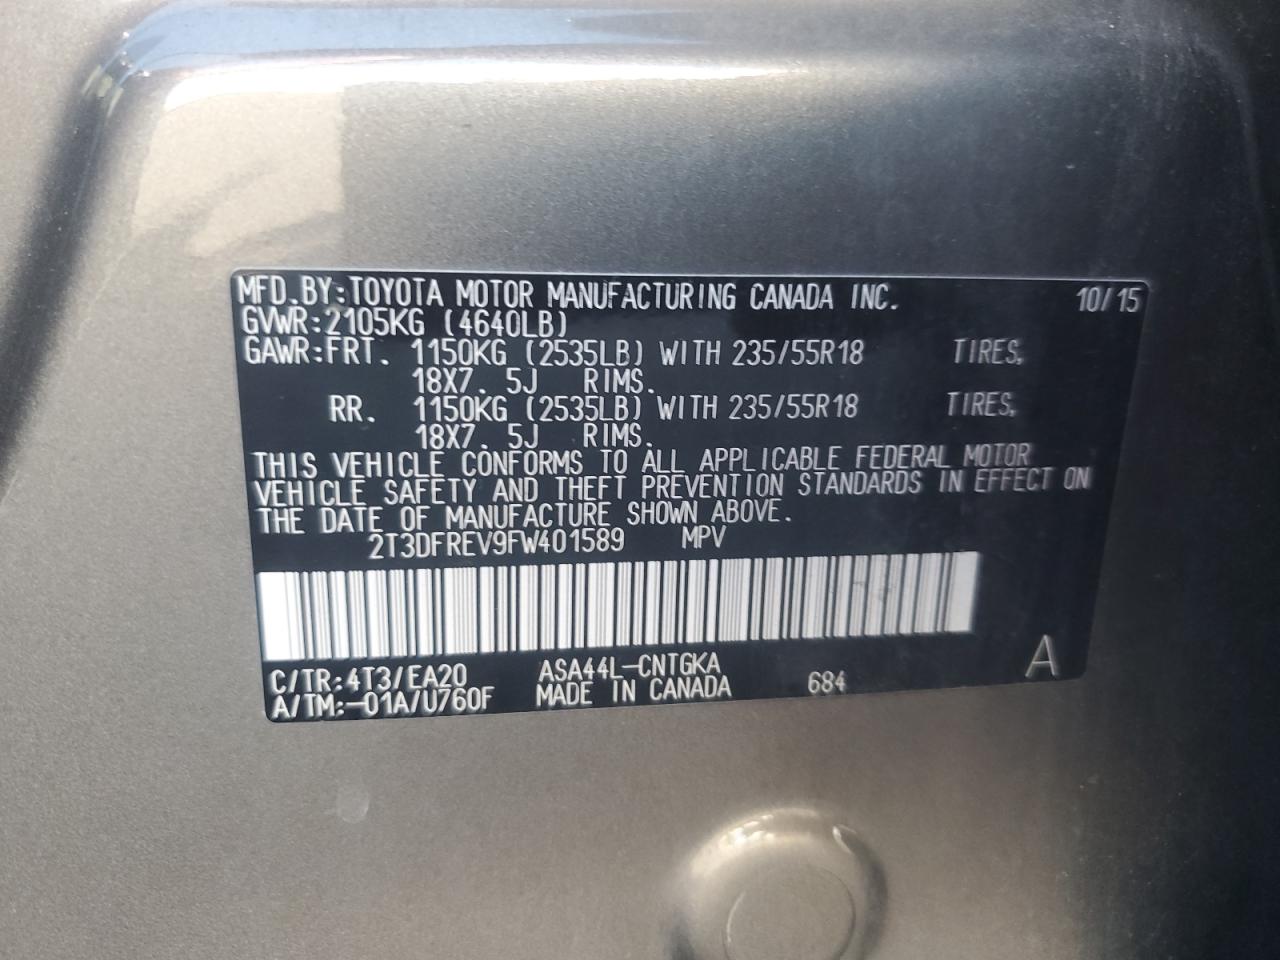 MFD.BY:TOYOTA MOTOR MANUFACTURING CANADA INC. 10/15
GVWR:2105KG (4640LB)
GAWR:FRT. 1150KG (2535LB) WITH 235/55R18 TIRES,
18X7.5J RIMS.
RR. 1150KG (2535LB) WITH 235/55R18 TIRES,
18X7.5J RIMS.
THIS VEHICLE CONFORMS TO ALL APPLICABLE FEDERAL MOTOR
VEHICLE SAFETY AND THEFT PREVENTION STANDARDS IN EFFECT ON
THE DATE OF MANUFACTURE SHOWN ABOVE.
2T3DFREV9FW401589 MPV
C/TR:4T3/EA20 ASA44L-CNTGKA
A/TM:-01A/U760F MADE IN CANADA 684 A